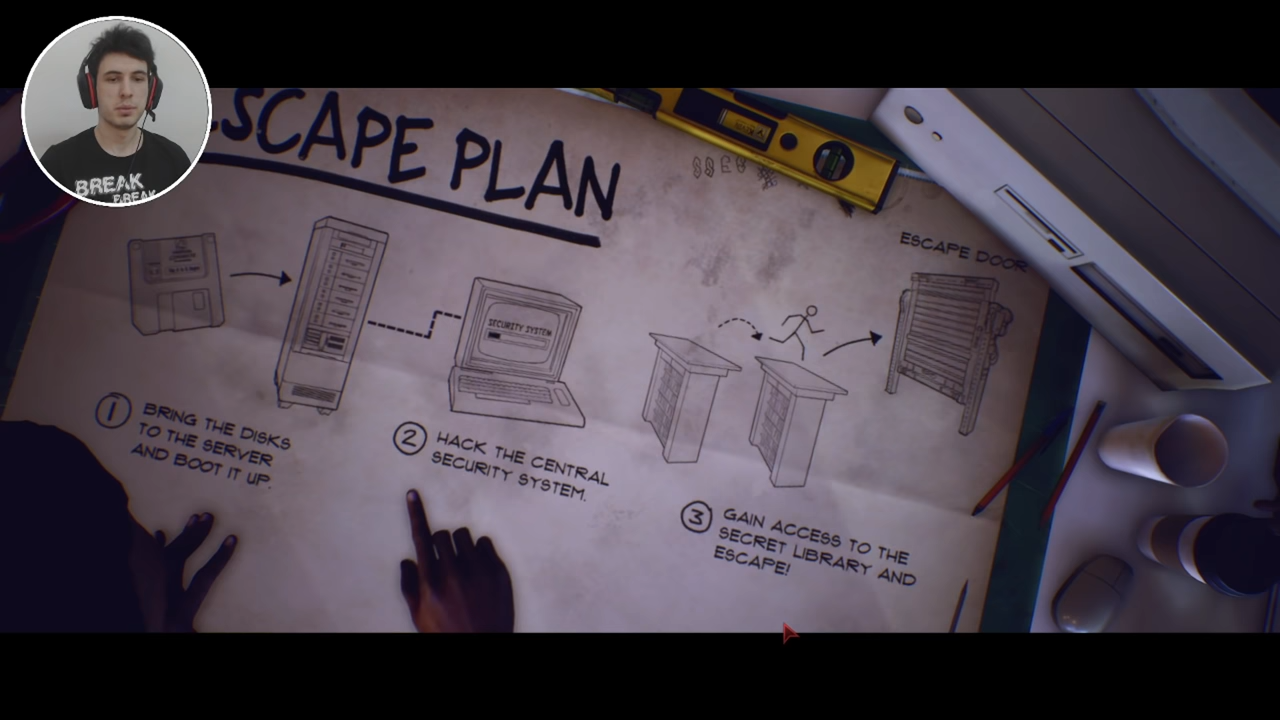 ESCAPE PLAN
ESCAPE DOOR
SECURITY SYSTEM
1
BRING THE DISKS
TO THE SERVER
AND BOOT IT UP.
2
HACK THE CENTRAL
SECURITY SYSTEM.
3
GAIN ACCESS TO THE
SECRET LIBRARY AND
ESCAPE!
BREAK
FREAK